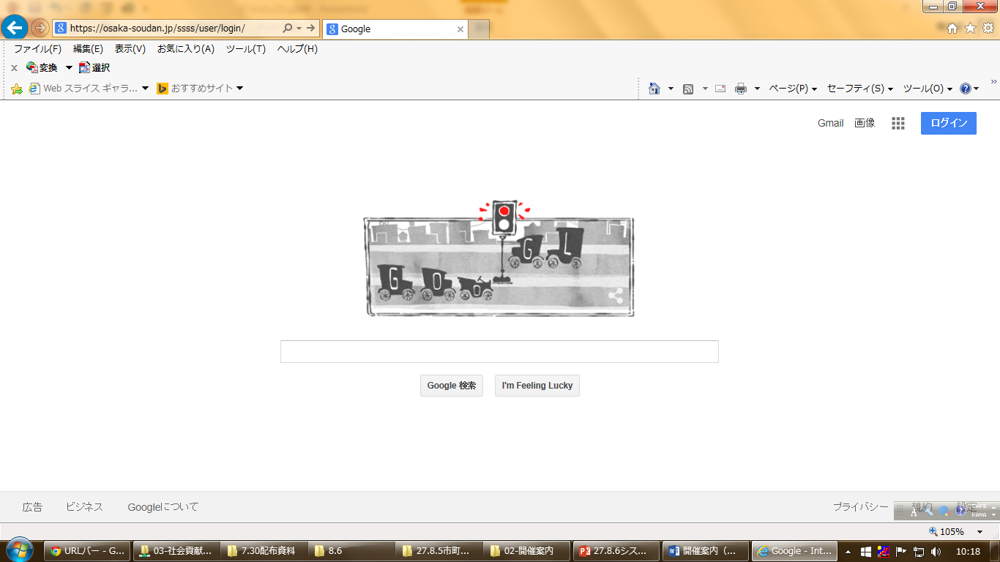 https://osaka-soudan.jp/ssss/user/login/
Google
ファイル(F) 編集(E) 表示(V) お気に入り(A) ツール(T) ヘルプ(H)
x 変換 選択
Web スライス ギャラ... おすすめサイト ページ(P) セーフティ(S) ツール(O)
Gmail 画像 ログイン
G L
G O O
Google 検索 I'm Feeling Lucky
広告 ビジネス Googleについて プライバシー 規約 設定
A CAPS
KANA
105%
URLバー - G... 03-社会貢献... 7.30配布資料 8.6 27.8.5市町... 02-開催案内 27.8.6シス... 開催案内（... Google - Int... 10:18